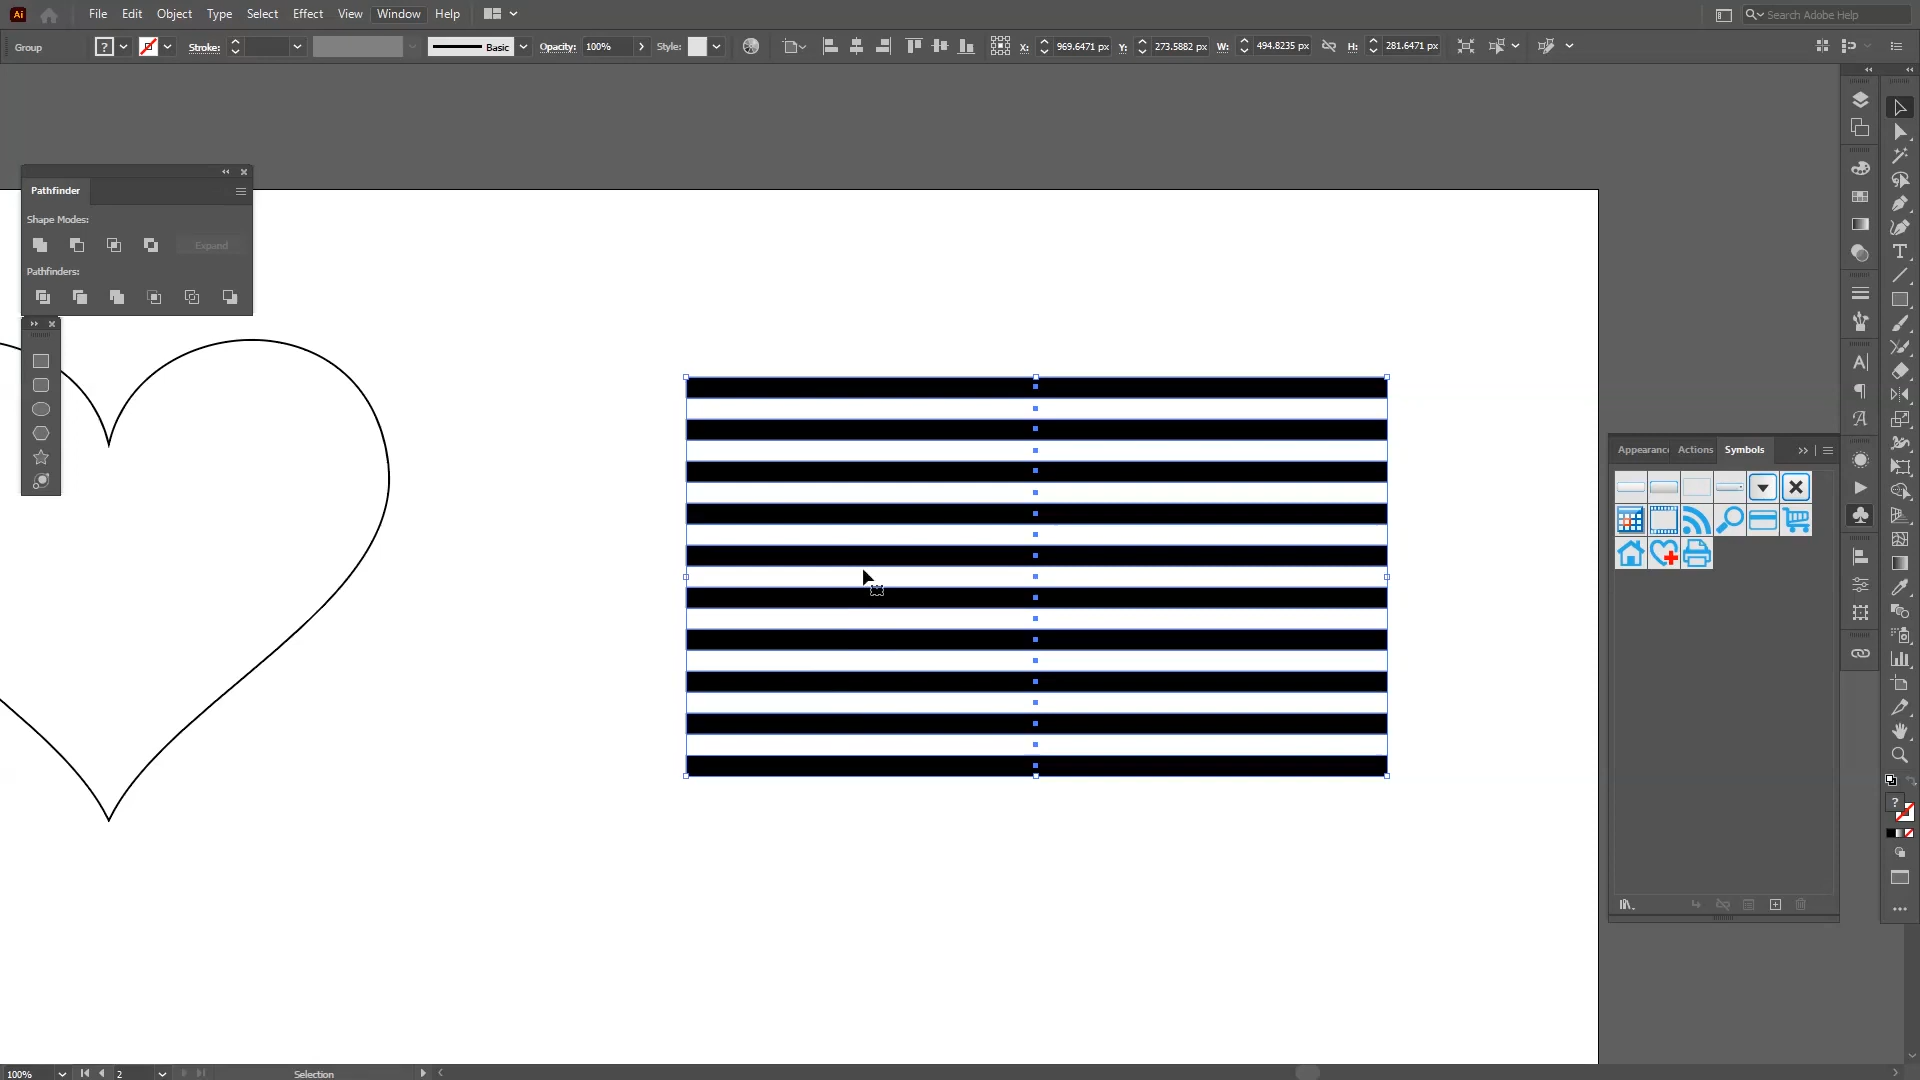 Ai File Edit Object Type Select Effect View Window Help Search Adobe Help
Group ? Stroke: Basic Opacity: 100% Style: X: 969.6471 px Y: 273.5882 px W: 494.8235 px H: 281.6471 px
Pathfinder
Shape Modes:
Expand
Pathfinders:
Appearanc Actions Symbols
?
100% 2 Selection